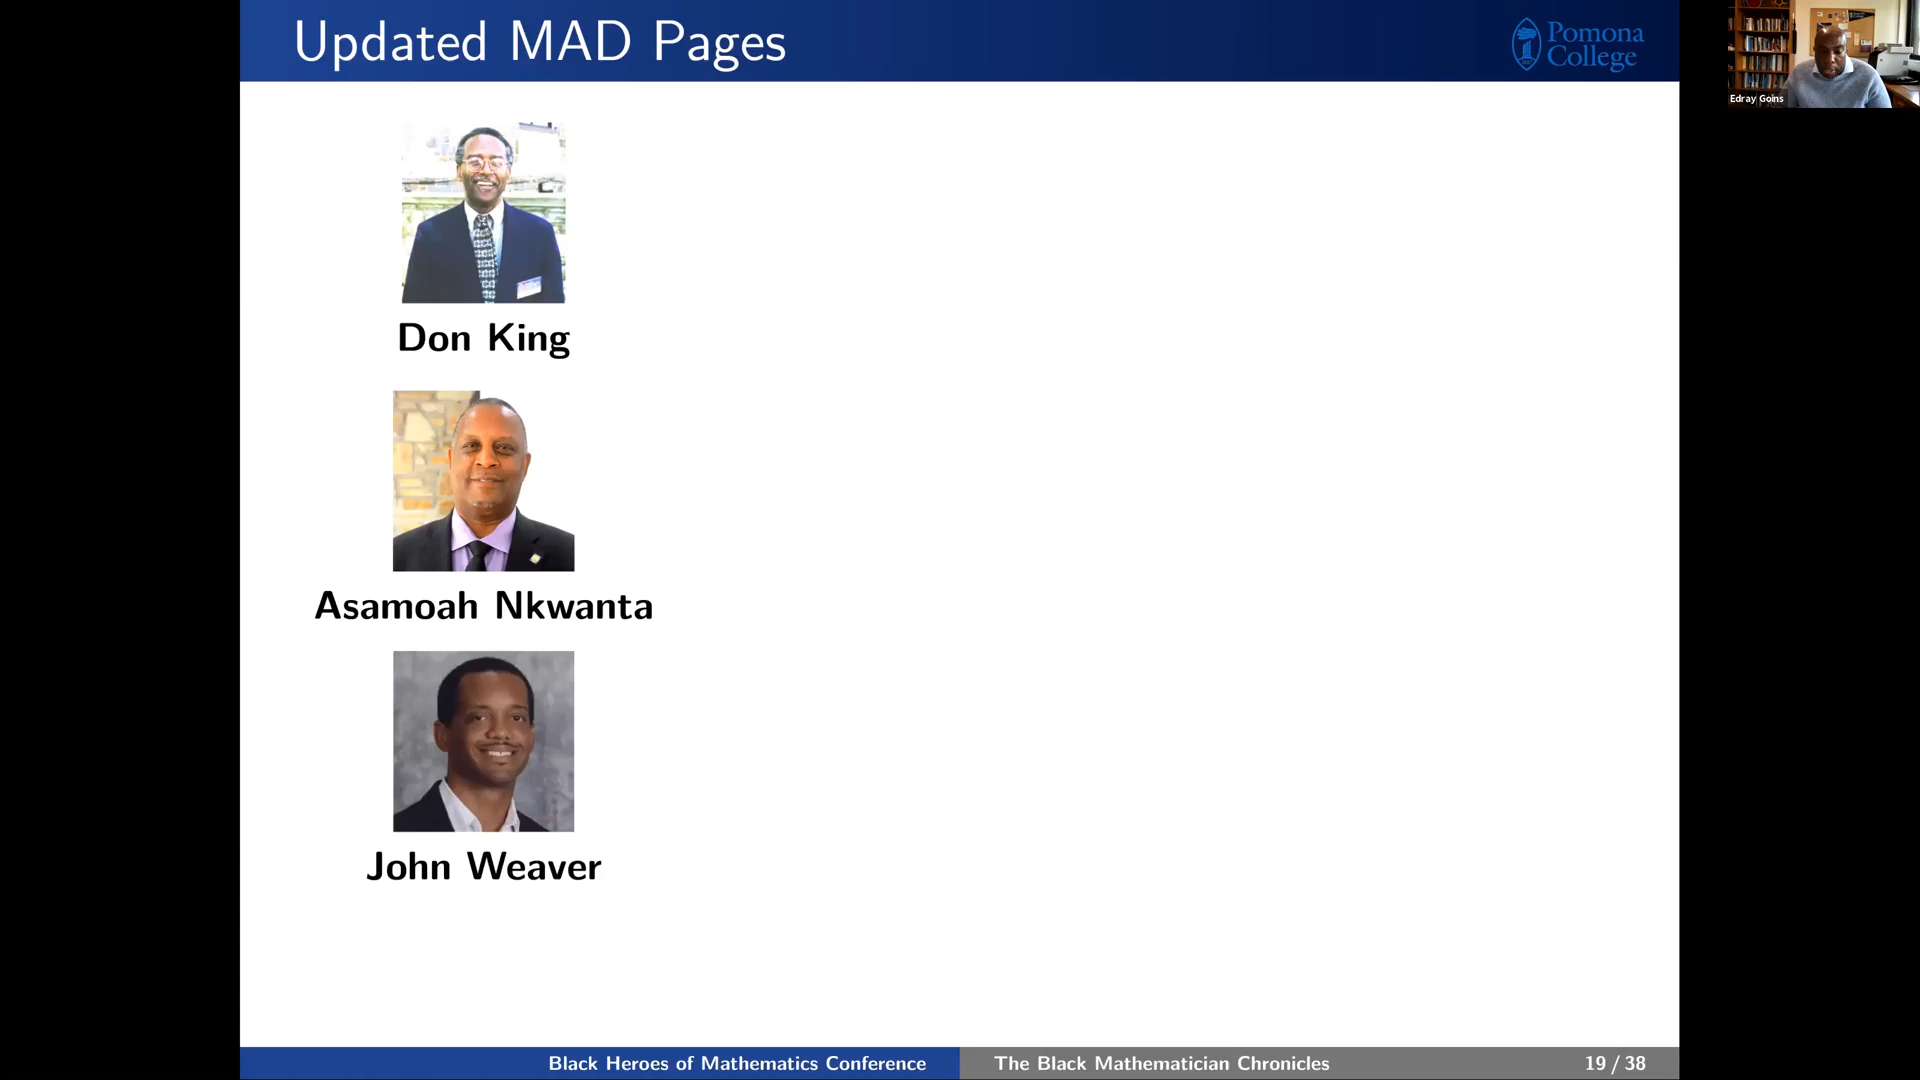 Updated MAD Pages
Pomona
College
Edray Goins
Don King
Asamoah Nkwanta
John Weaver
Black Heroes of Mathematics Conference
The Black Mathematician Chronicles
19 / 38